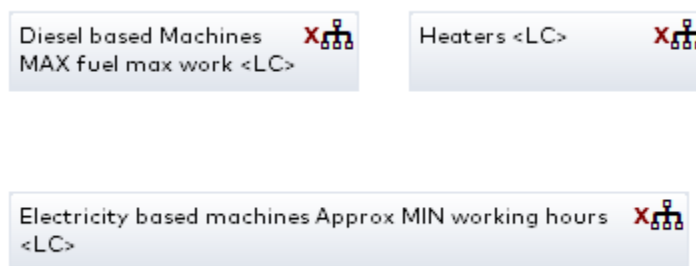 Diesel based Machines
MAX fuel max work <LC>
X
Heaters <LC>
X
Electricity based machines Approx MIN working hours
<LC>
X